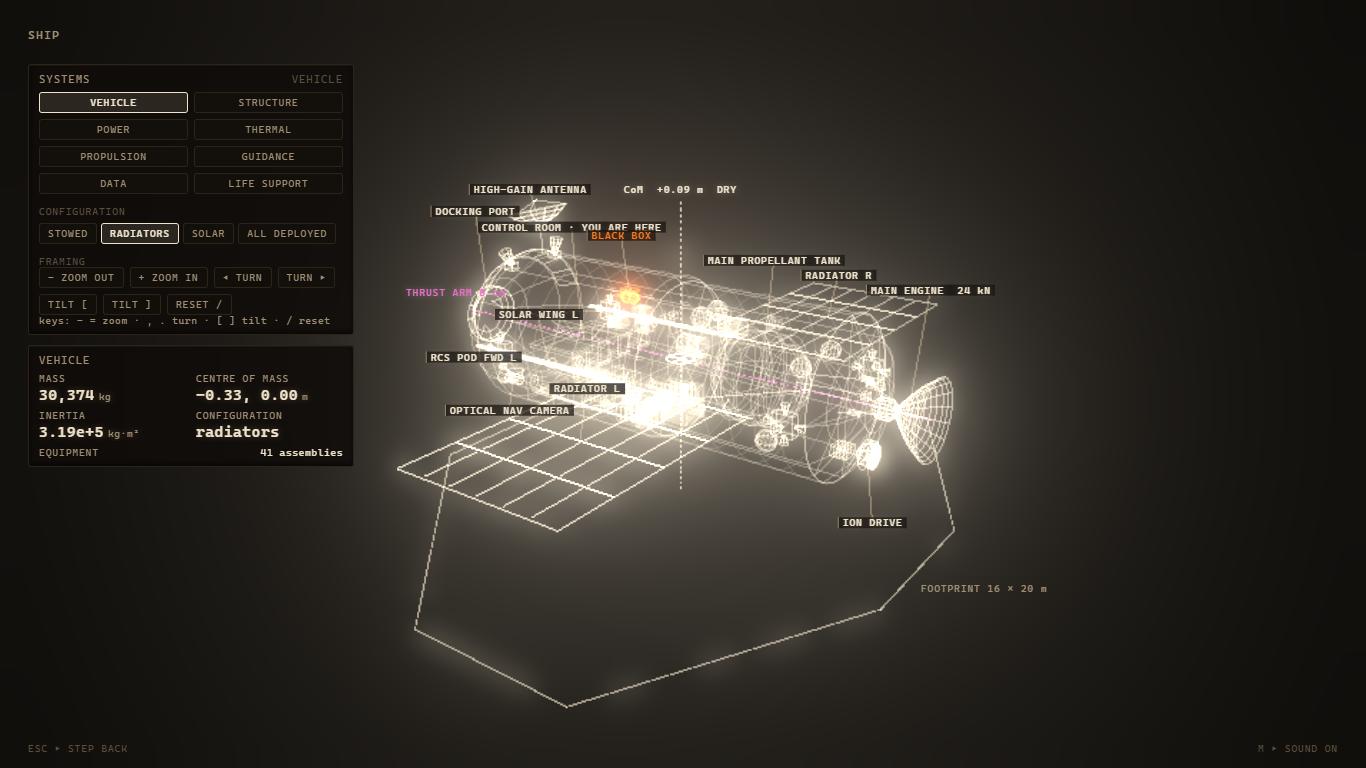 SHIP
SYSTEMS VEHICLE
VEHICLE STRUCTURE
POWER THERMAL
PROPULSION GUIDANCE
DATA LIFE SUPPORT
CONFIGURATION
STOWED RADIATORS SOLAR ALL DEPLOYED
FRAMING
− ZOOM OUT + ZOOM IN ◂ TURN TURN ▸
TILT [ TILT ] RESET /
keys: − = zoom · , . turn · [ ] tilt · / reset
VEHICLE
MASS CENTRE OF MASS
30,374 kg −0.33, 0.00 m
INERTIA CONFIGURATION
3.19e+5 kg·m² radiators
EQUIPMENT 41 assemblies
HIGH−GAIN ANTENNA
CoM +0.09 m DRY
DOCKING PORT
CONTROL ROOM · YOU ARE HERE
BLACK BOX
MAIN PROPELLANT TANK
RADIATOR R
MAIN ENGINE 24 kN
THRUST ARM
SOLAR WING L
RCS POD FWD L
RADIATOR L
OPTICAL NAV CAMERA
ION DRIVE
FOOTPRINT 16 × 20 m
ESC ▸ STEP BACK
M ▸ SOUND ON